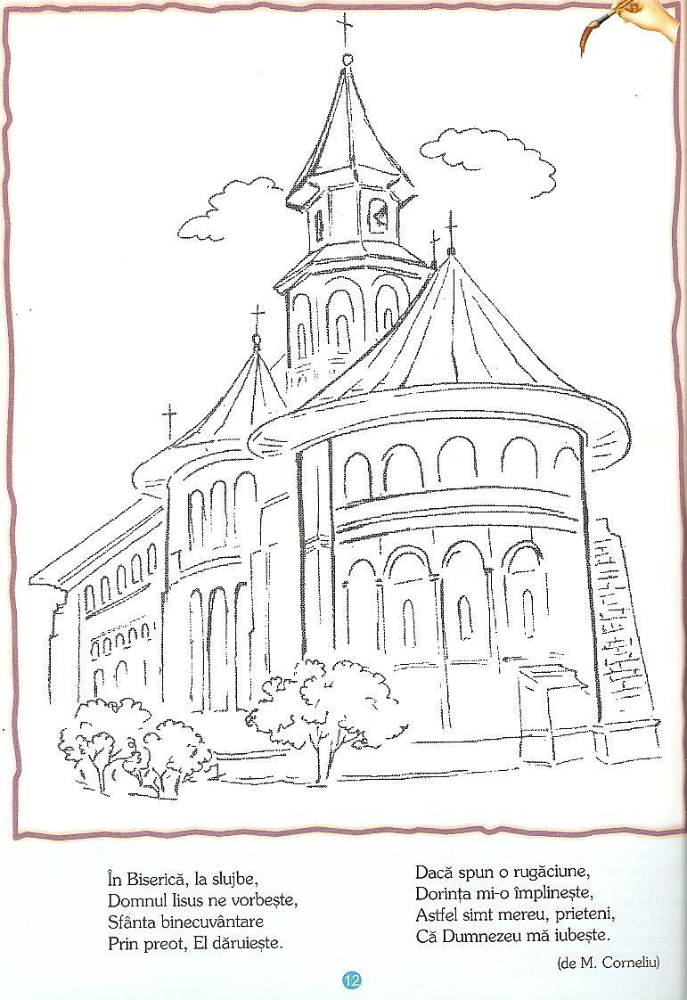 În Biserică, la slujbe,
Domnul Iisus ne vorbește,
Sfânta binecuvântare
Prin preot, El dăruiește.
Dacă spun o rugăciune,
Dorința mi-o împlinește,
Astfel simt mereu, prieteni,
Că Dumnezeu mă iubește.
(de M. Corneliu)
12